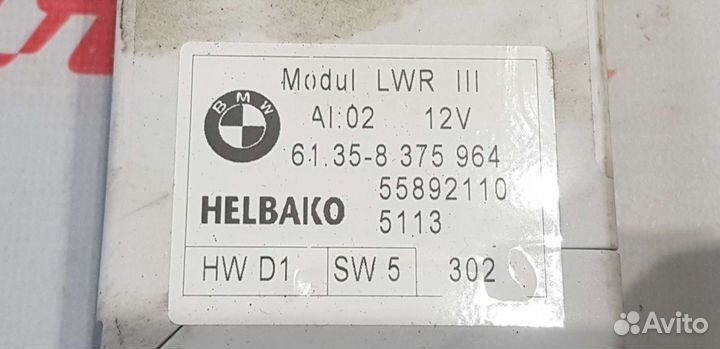 Modul LWR III
BMW
AI:02 12V
61.35-8 375 964
55892110
HELBAKO
5113
HW D1 SW 5 302
Avito